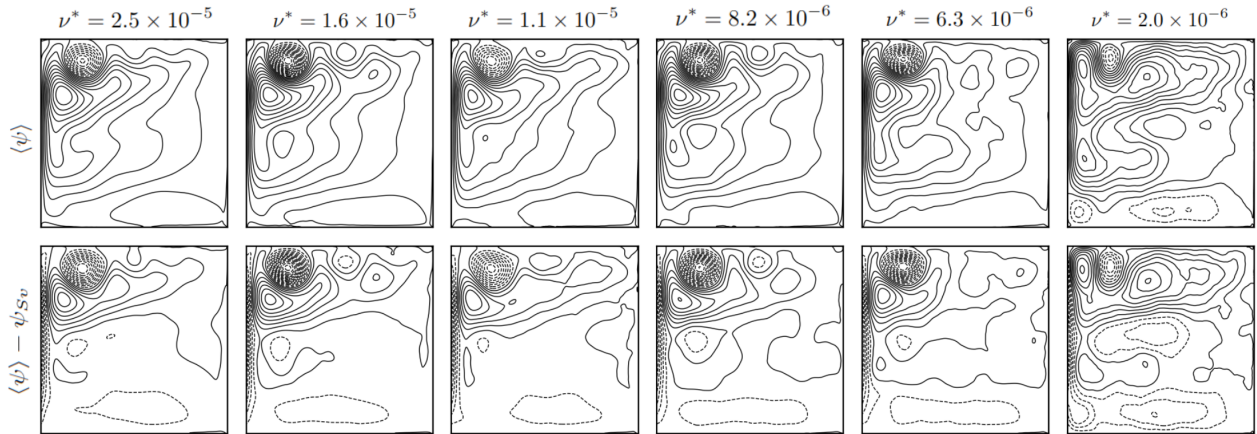 ν* = 2.5 × 10⁻⁵
ν* = 1.6 × 10⁻⁵
ν* = 1.1 × 10⁻⁵
ν* = 8.2 × 10⁻⁶
ν* = 6.3 × 10⁻⁶
ν* = 2.0 × 10⁻⁶
⟨ψ⟩
⟨ψ⟩ − ψ_Sv